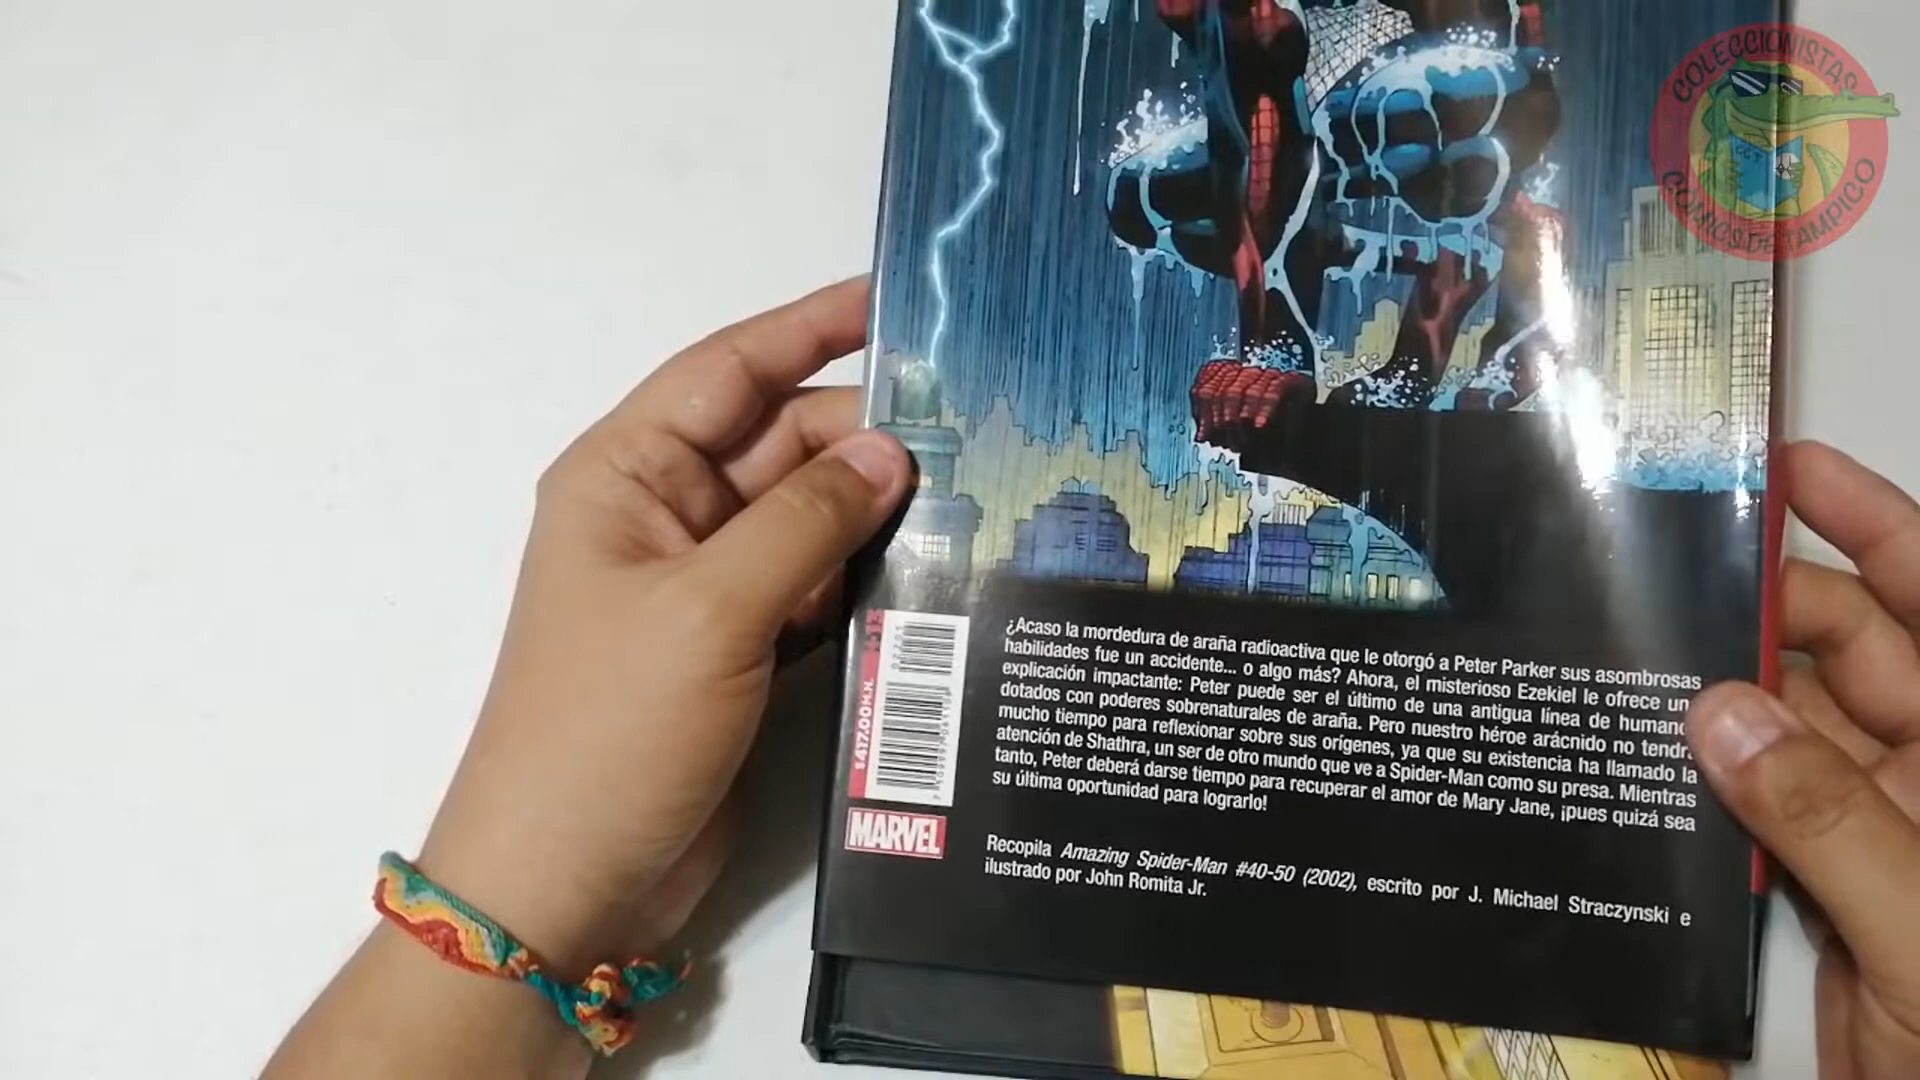 COLECCIONISTAS
CCT
COMICS DE TAMPICO
¿Acaso la mordedura de araña radioactiva que le otorgó a Peter Parker sus asombrosas
habilidades fue un accidente... o algo más? Ahora, el misterioso Ezekiel le ofrece un
explicación impactante: Peter puede ser el último de una antigua línea de humano
dotados con poderes sobrenaturales de araña. Pero nuestro héroe arácnido no tendr
mucho tiempo para reflexionar sobre sus orígenes, ya que su existencia ha llamado la
atención de Shathra, un ser de otro mundo que ve a Spider-Man como su presa. Mientras
tanto, Peter deberá darse tiempo para recuperar el amor de Mary Jane, ¡pues quizá sea
su última oportunidad para lograrlo!
Recopila Amazing Spider-Man #40-50 (2002), escrito por J. Michael Straczynski e
ilustrado por John Romita Jr.
$417.00M.N.
02201
MARVEL